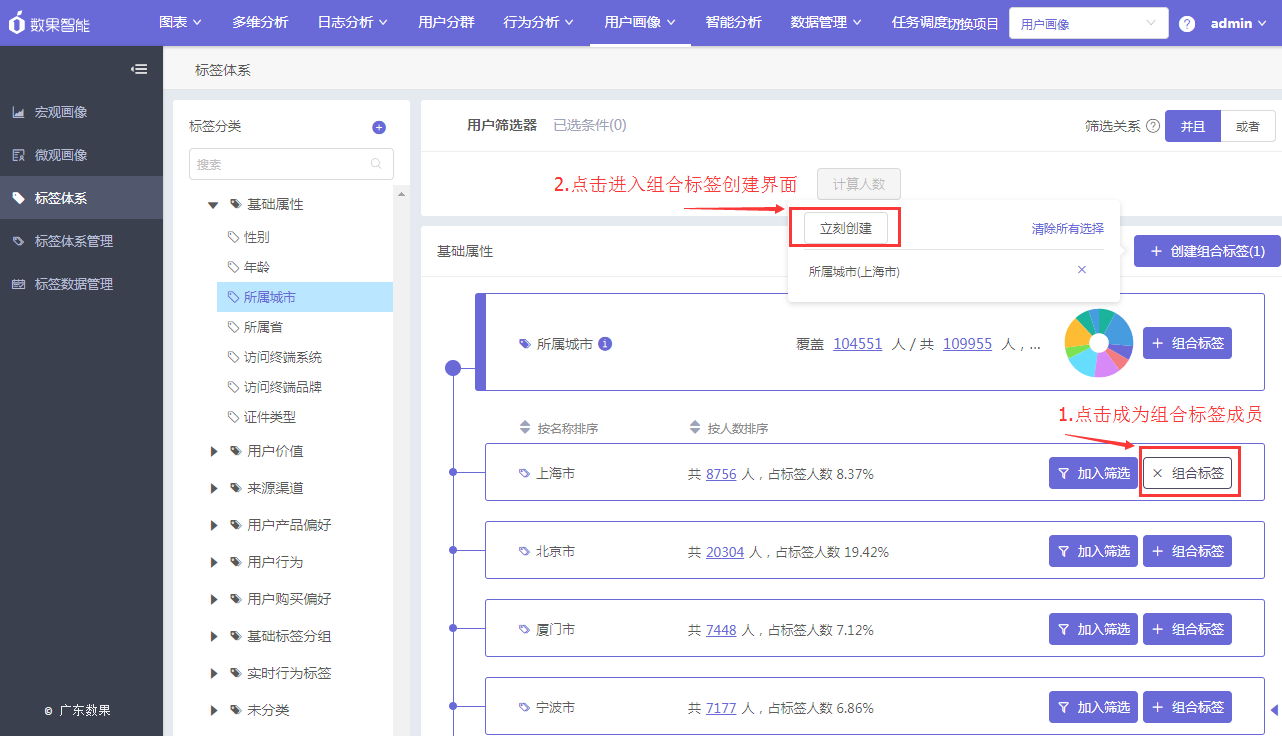 数果智能 图表 多维分析 日志分析 用户分群 行为分析 用户画像 智能分析 数据管理 任务调度 切换项目 用户画像 ? admin
标签体系
宏观画像
微观画像
标签体系
标签体系管理
标签数据管理
© 广东数果
标签分类
搜索
基础属性
性别
年龄
所属城市
所属省
访问终端系统
访问终端品牌
证件类型
用户价值
来源渠道
用户产品偏好
用户行为
用户购买偏好
基础标签分组
实时行为标签
未分类
用户筛选器 已选条件(0) 筛选关系 ? 并且 或者
2.点击进入组合标签创建界面 计算人数
立刻创建 清除所有选择
所属城市(上海市) ×
基础属性 + 创建组合标签(1)
所属城市 覆盖 104551 人 / 共 109955 人，... + 组合标签
1.点击成为组合标签成员
按名称排序 按人数排序
上海市 共 8756 人，占标签人数 8.37% 加入筛选 × 组合标签
北京市 共 20304 人，占标签人数 19.42% 加入筛选 + 组合标签
厦门市 共 7448 人，占标签人数 7.12% 加入筛选 + 组合标签
宁波市 共 7177 人，占标签人数 6.86% 加入筛选 + 组合标签